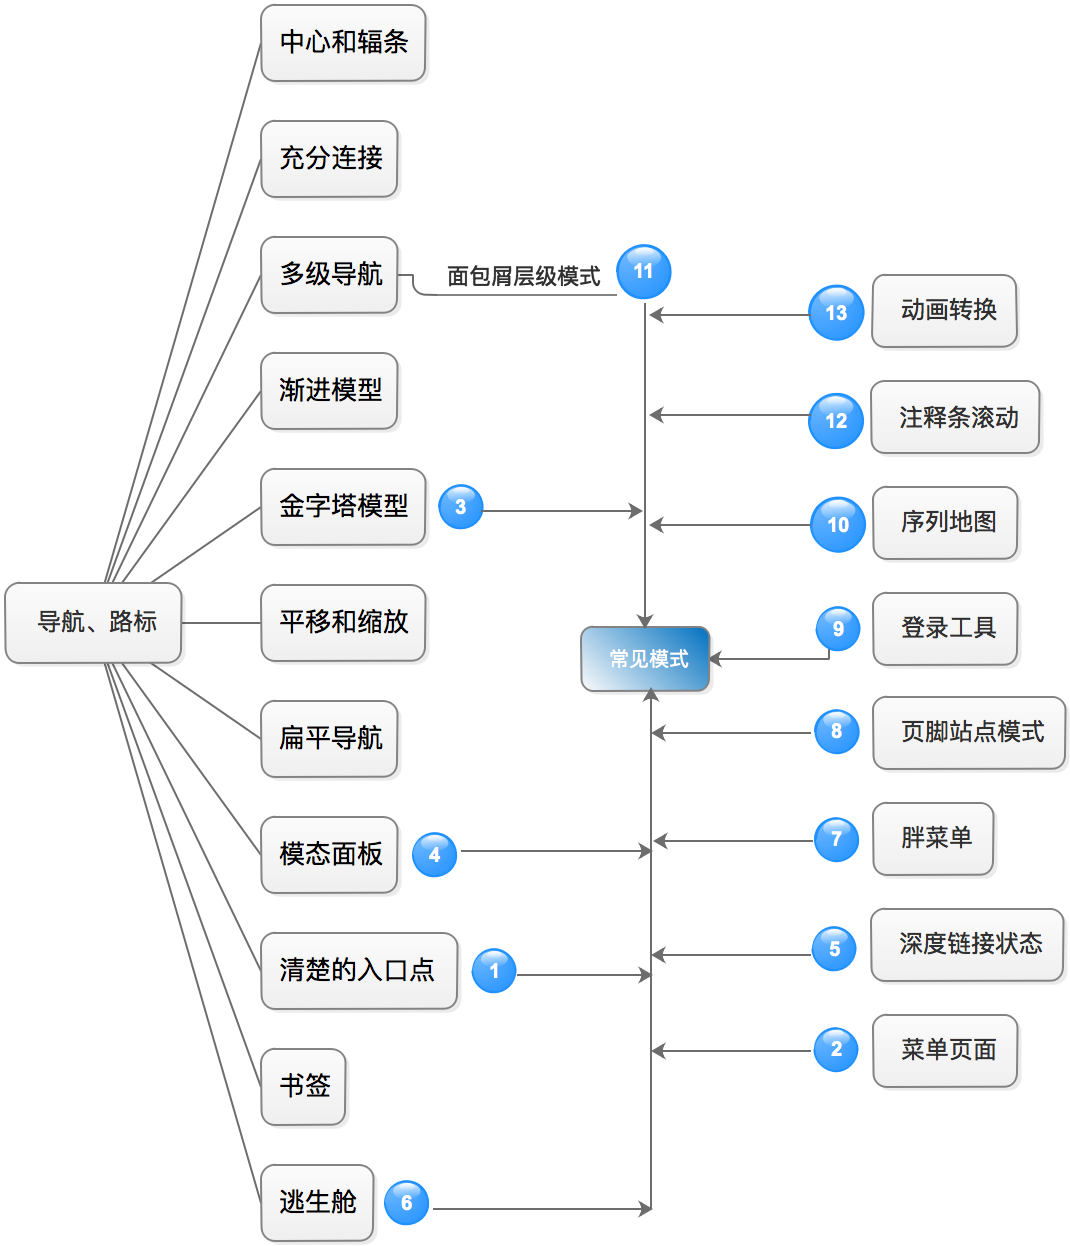 中心和辐条
充分连接
多级导航
面包屑层级模式
11
13
动画转换
渐进模型
12
注释条滚动
金字塔模型
3
10
序列地图
导航、路标
平移和缩放
9
登录工具
常见模式
扁平导航
8
页脚站点模式
模态面板
4
7
胖菜单
清楚的入口点
1
5
深度链接状态
书签
2
菜单页面
逃生舱
6